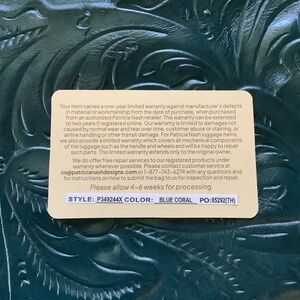 Your item carries a one-year limited warranty against manufacturer's defects
in material or workmanship from the date of purchase, when purchased
from an authorized Patricia Nash retailer. This warranty can be extended
to two years if registered online. Our warranty is limited to damages not
caused by normal wear and tear over time, customer abuse or staining, or
airline handling or other transit damage. For Patricia Nash luggage items,
we also provide a limited warranty which covers all mechanical components
of the luggage such as the handle and wheels and will be happy to repair
such parts. This limited warranty extends only to the original owner.
We do offer free repair services to our registered products under
warranty whenever possible. Please contact customer service at
cs@patricianashdesigns.com or 1-877-743-6274 with any questions and
for instructions on how to submit the bag to us for inspection and repair.
Please allow 4-6 weeks for processing.
STYLE: P349244X COLOR: BLUE CORAL PO:85292(TH)